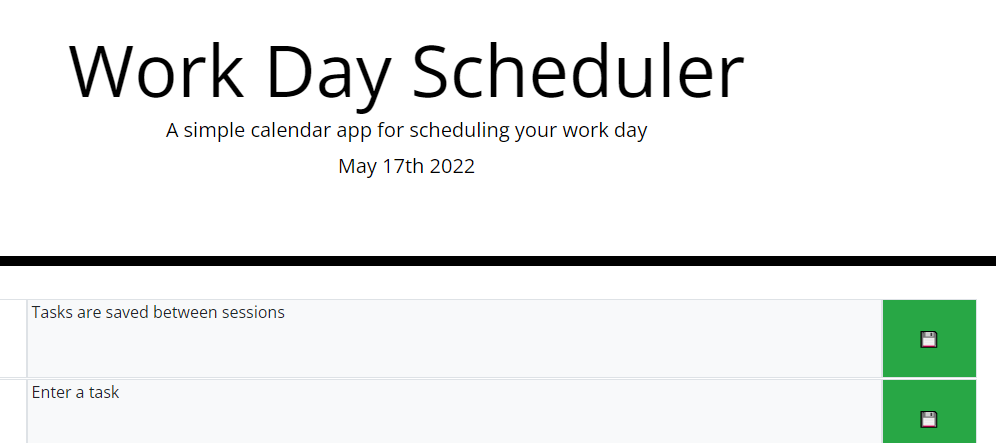 Work Day Scheduler
A simple calendar app for scheduling your work day
May 17th 2022
Tasks are saved between sessions
Enter a task